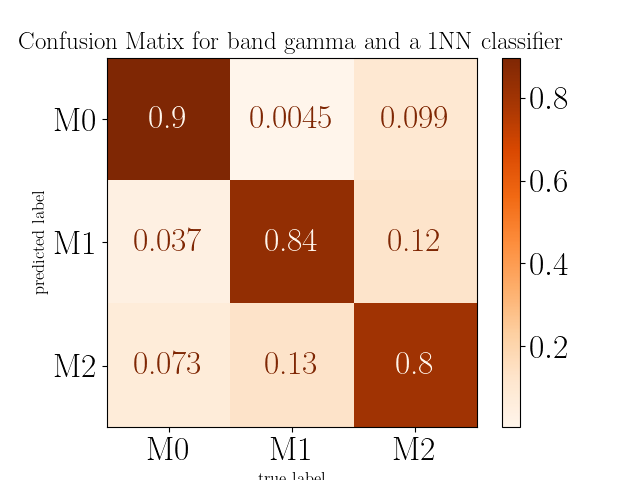 Confusion Matix for band gamma and a 1NN classifier
M0 0.9 0.0045 0.099
M1 0.037 0.84 0.12
M2 0.073 0.13 0.8
predicted label
M0 M1 M2
true label
0.8
0.6
0.4
0.2